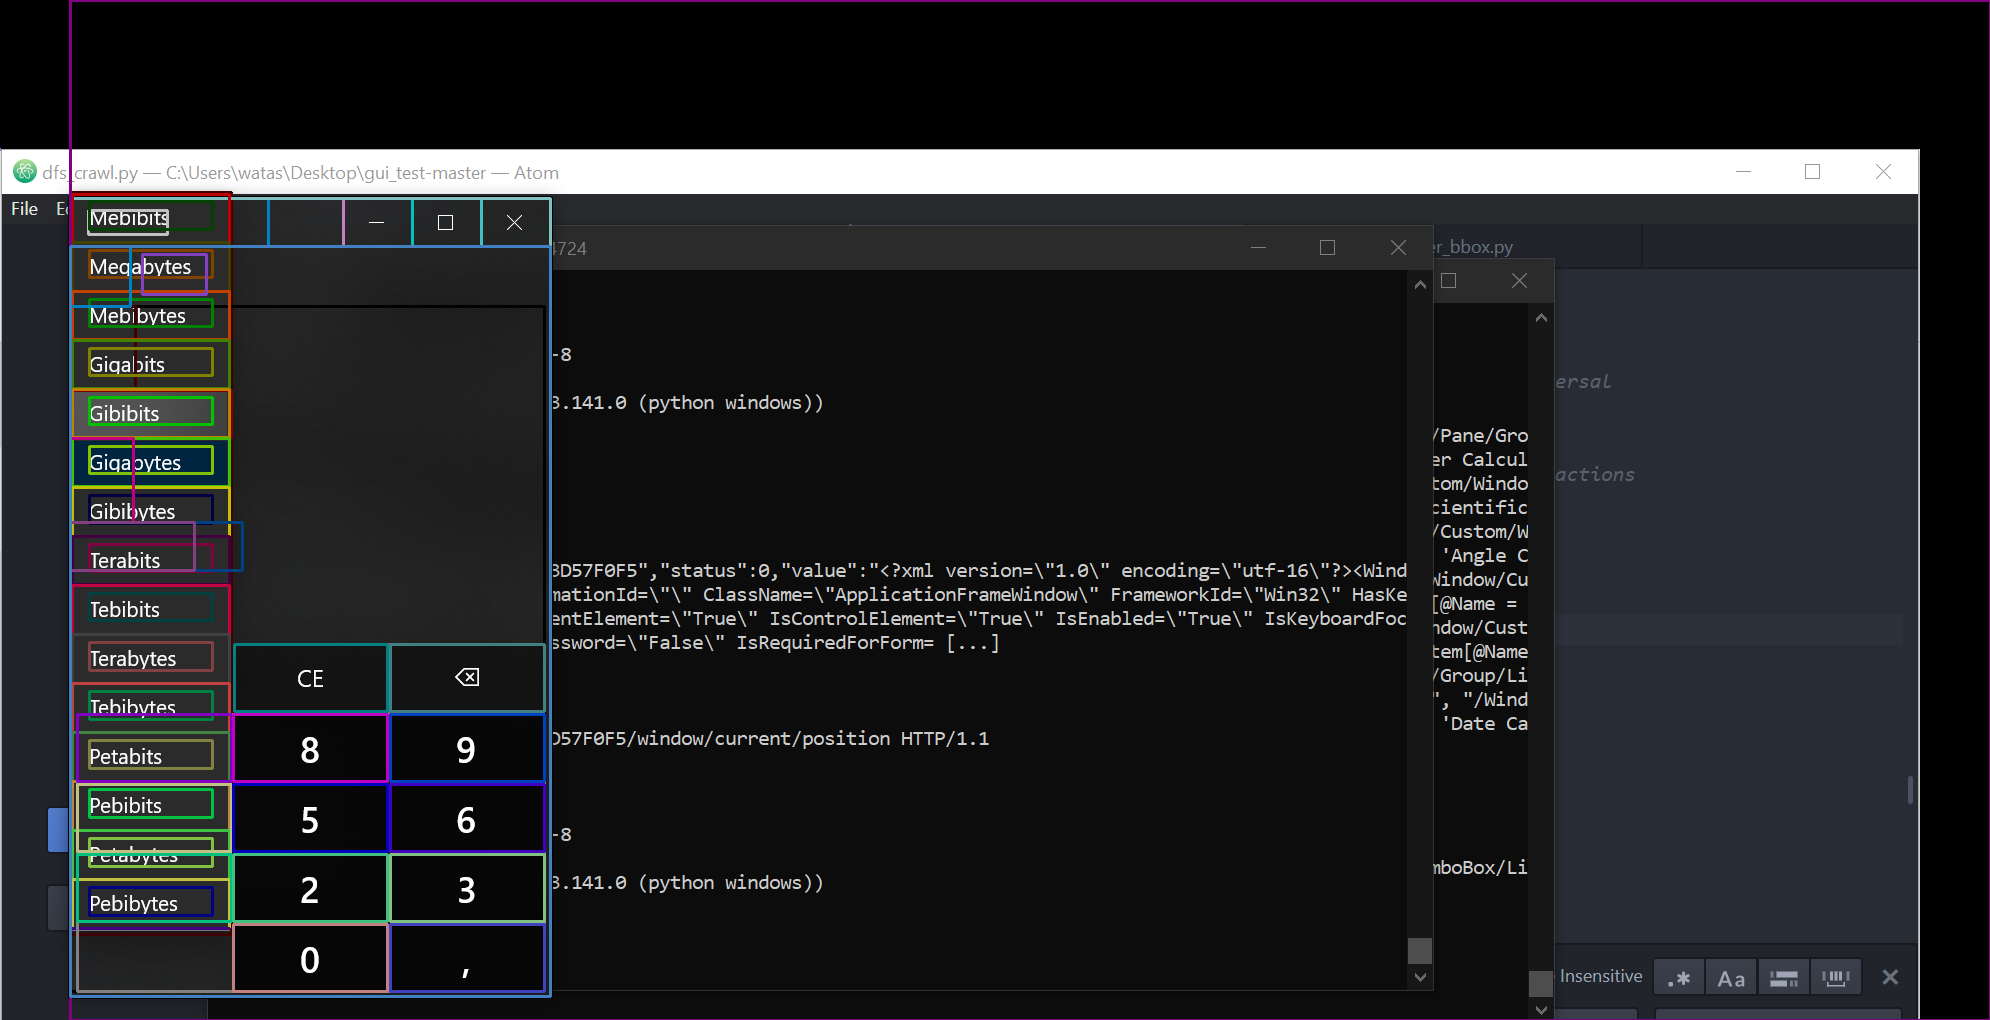 dfs_crawl.py — C:\Users\watas\Desktop\gui_test-master — Atom
File
4724
er_bbox.py
Mebibits
Megabytes
Mebibytes
Gigabits
Gibibits
Gigabytes
Gibibytes
Terabits
Tebibits
Terabytes
Tebibytes
Petabits
Pebibits
Petabytes
Pebibytes
CE
8
9
5
6
2
3
0
,
-8
3.141.0 (python windows))
3D57F0F5","status":0,"value":"<?xml version=\"1.0\" encoding=\"utf-16\"?><Wind
mationId=\"\" ClassName=\"ApplicationFrameWindow\" FrameworkId=\"Win32\" HasKe
entElement=\"True\" IsControlElement=\"True\" IsEnabled=\"True\" IsKeyboardFoc
ssword=\"False\" IsRequiredForForm= [...]
D57F0F5/window/current/position HTTP/1.1
-8
3.141.0 (python windows))
/Pane/Gro
er Calcul
tom/Windo
cientific
/Custom/W
'Angle C
Window/Cu
[@Name =
ndow/Cust
tem[@Name
/Group/Li
", "/Wind
'Date Ca
mboBox/Li
ersal
actions
Insensitive
.*
Aa